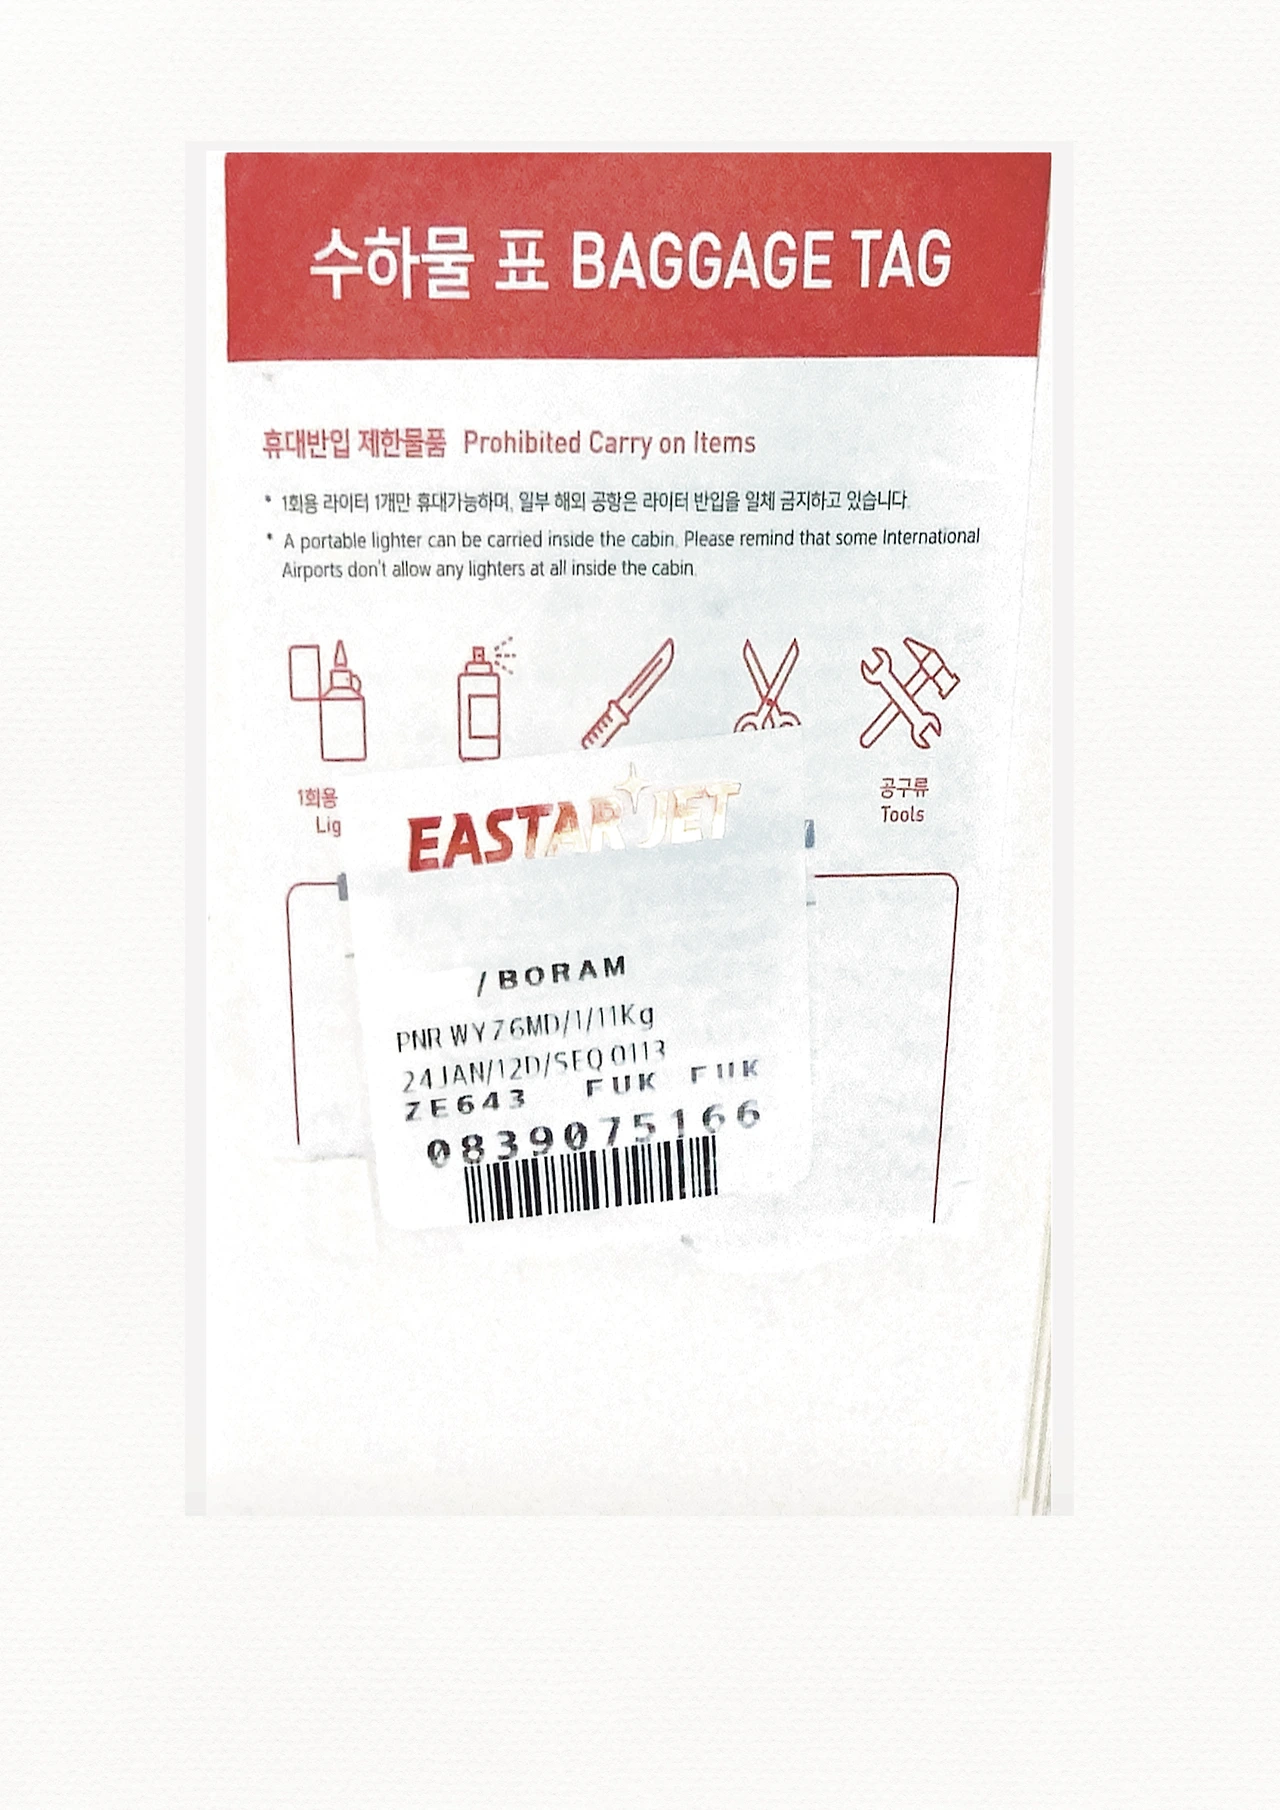 수하물 표 BAGGAGE TAG
휴대반입 제한물품 Prohibited Carry on Items
* 1회용 라이터 1개만 휴대가능하며, 일부 해외 공항은 라이터 반입을 일체 금지하고 있습니다.
* A portable lighter can be carried inside the cabin. Please remind that some International
Airports don't allow any lighters at all inside the cabin.
1회용
Lig
공구류
Tools
EASTAR JET
/BORAM
PNR WY76MD/1/11Kg
24JAN/12D/SEQ 0113
ZE643 FUK FUK
0839075166